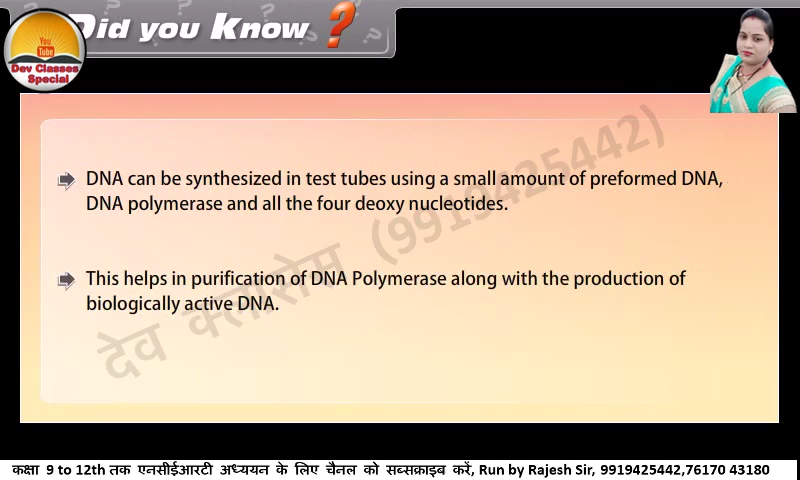 Did you Know ?
You
Tube
Dev Classes
Special
DNA can be synthesized in test tubes using a small amount of preformed DNA,
DNA polymerase and all the four deoxy nucleotides.
This helps in purification of DNA Polymerase along with the production of
biologically active DNA.
देव क्लासेस (9919425442)
कक्षा 9 to 12th तक एनसीईआरटी अध्ययन के लिए चैनल को सब्सक्राइब करें, Run by Rajesh Sir, 9919425442,76170 43180